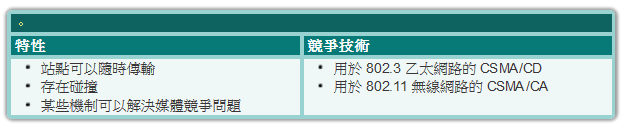 特性
競爭技術
• 站點可以隨時傳輸
• 存在碰撞
• 某些機制可以解決媒體競爭問題
• 用於 802.3 乙太網路的 CSMA/CD
• 用於 802.11 無線網路的 CSMA/CA